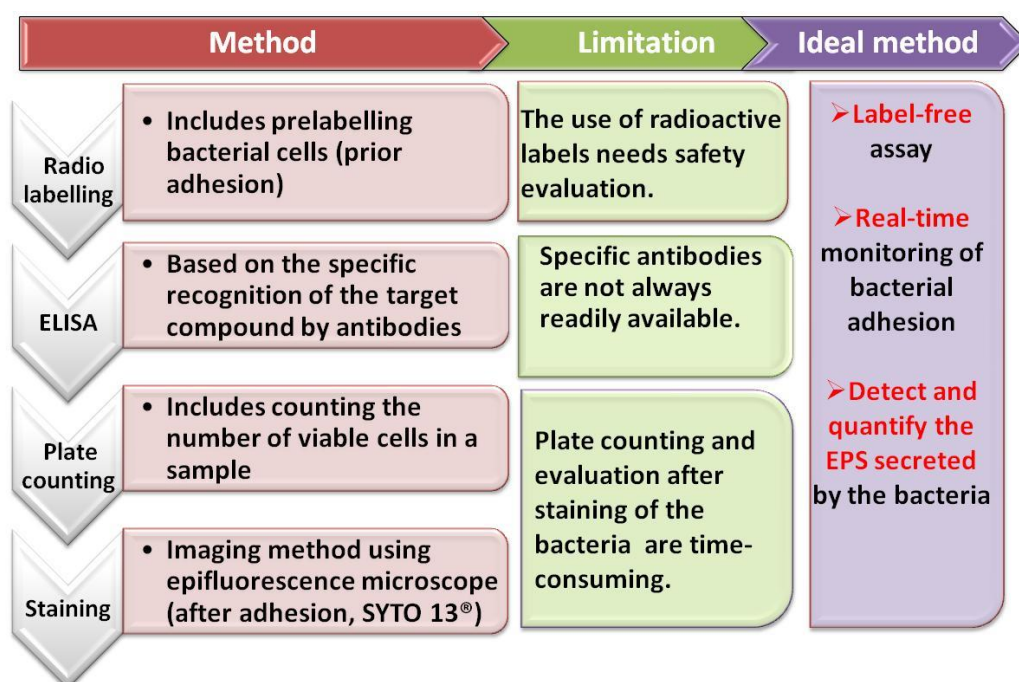 Method
Limitation
Ideal method
Radio
labelling
• Includes prelabelling
bacterial cells (prior
adhesion)
The use of radioactive
labels needs safety
evaluation.
ELISA
• Based on the specific
recognition of the target
compound by antibodies
Specific antibodies
are not always
readily available.
Plate
counting
• Includes counting the
number of viable cells in a
sample
Plate counting and
evaluation after
staining of the
bacteria are time-
consuming.
Staining
• Imaging method using
epifluorescence microscope
(after adhesion, SYTO 13®)
➢Label-free
assay
➢Real-time
monitoring of
bacterial
adhesion
➢Detect and
quantify the
EPS secreted
by the bacteria